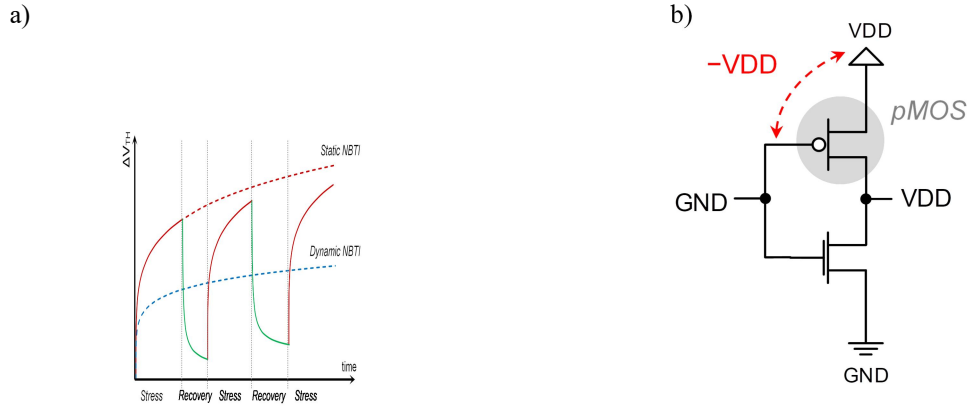 a)
b)
ΔVTH
Static NBTI
Dynamic NBTI
time
Stress Recovery Stress Recovery Stress
VDD
−VDD
pMOS
GND
VDD
GND